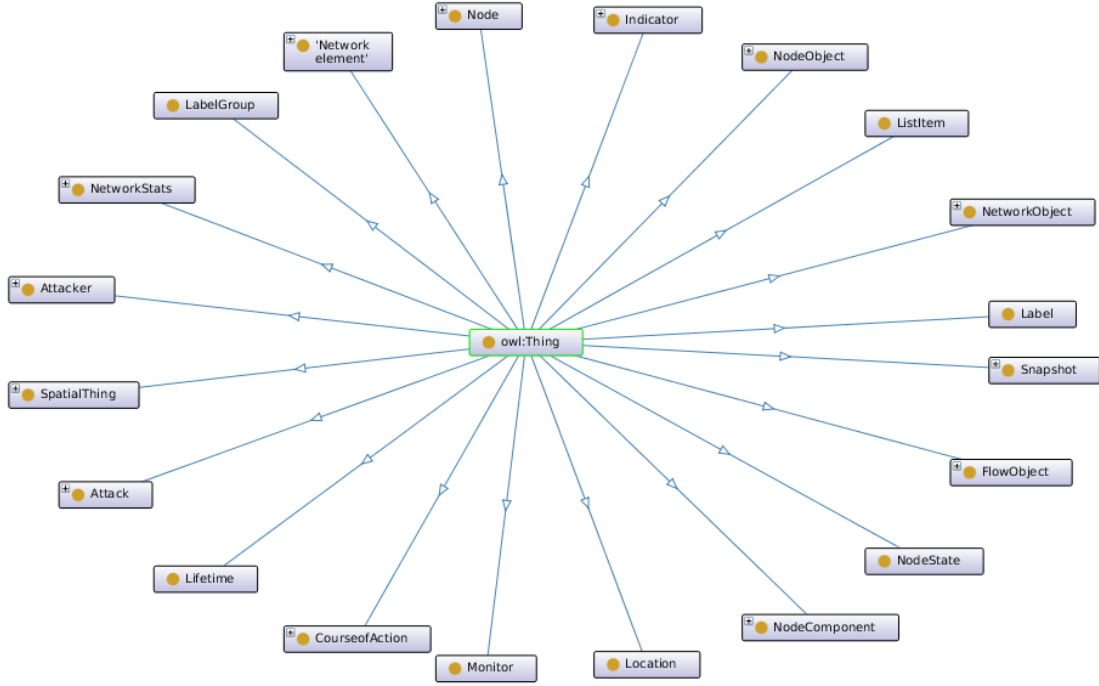 Node
Indicator
'Network
element'
NodeObject
LabelGroup
ListItem
NetworkStats
NetworkObject
Attacker
Label
owl:Thing
Snapshot
SpatialThing
FlowObject
Attack
NodeState
Lifetime
NodeComponent
CourseofAction
Location
Monitor